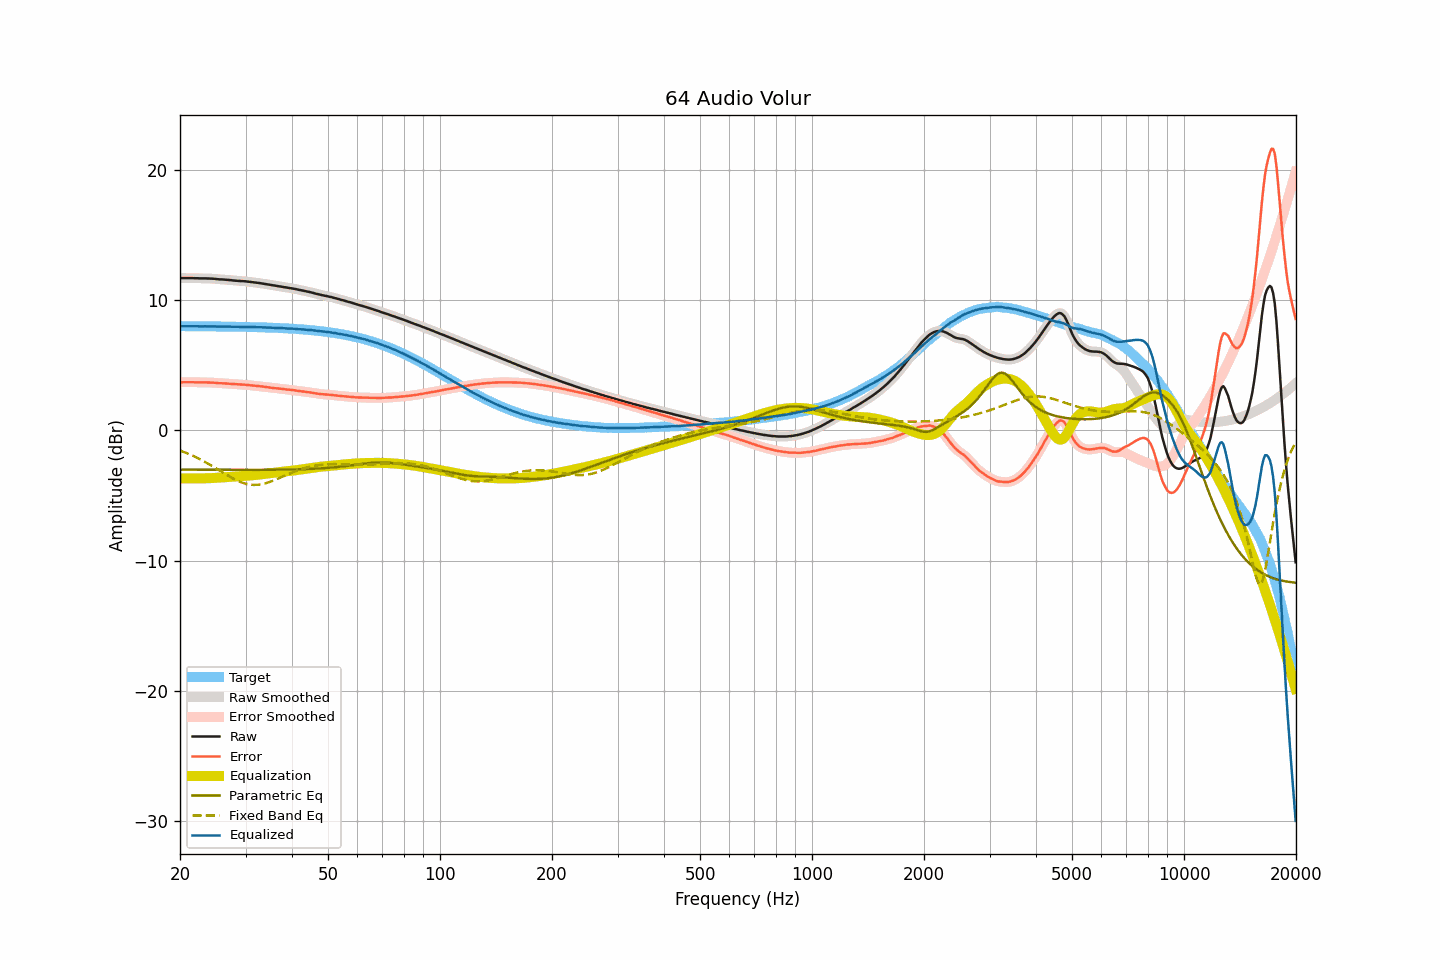 64 Audio Volur
20
10
0
−10
−20
−30
Amplitude (dBr)
Target
Raw Smoothed
Error Smoothed
Raw
Error
Equalization
Parametric Eq
Fixed Band Eq
Equalized
20 50 100 200 500 1000 2000 5000 10000 20000
Frequency (Hz)